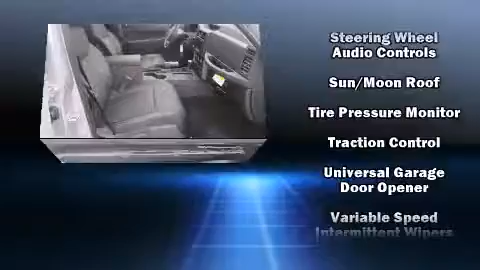 Steering Wheel
Audio Controls
Sun/Moon Roof
Tire Pressure Monitor
Traction Control
Universal Garage
Door Opener
Variable Speed
Intermittent Wipers